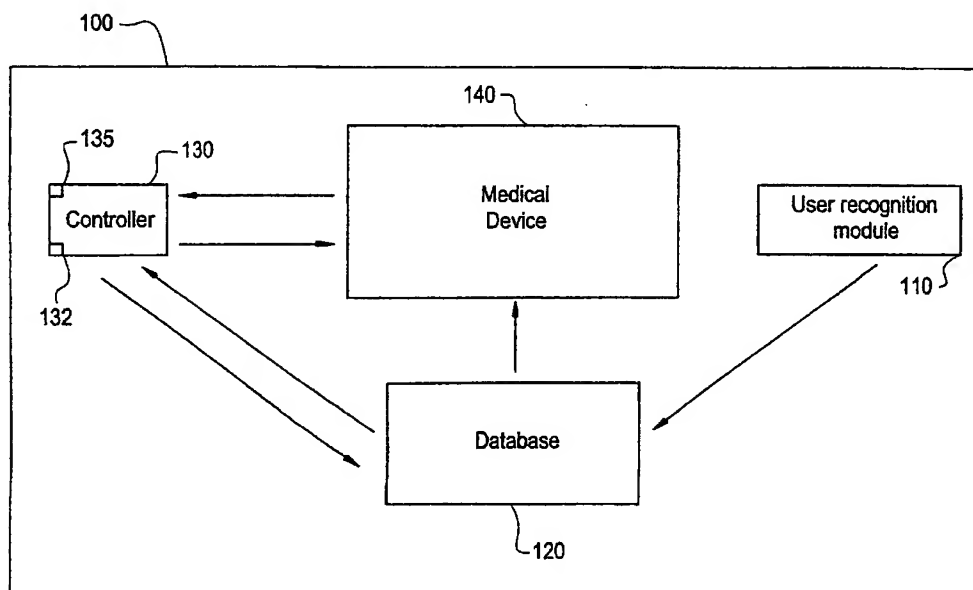 100
140
135
130
Medical
Device
Controller
User recognition
module
132
110
Database
120